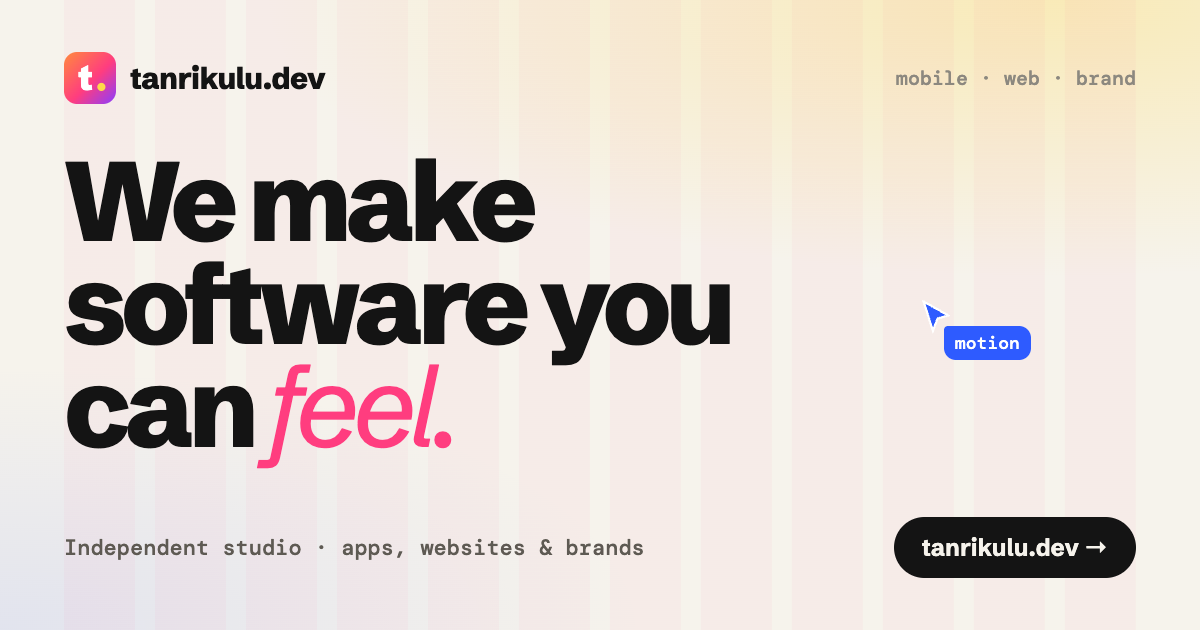 t.
tanrikulu.dev
mobile · web · brand
We make
software you
can feel.
motion
Independent studio · apps, websites & brands
tanrikulu.dev →